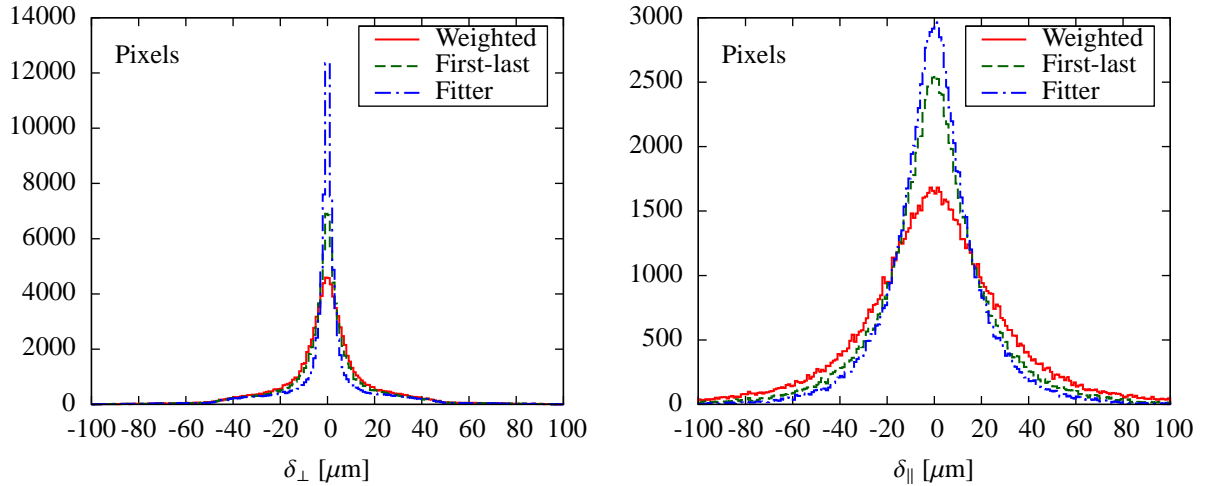 14000
12000
10000
8000
6000
4000
2000
0
Pixels
Weighted
First-last
Fitter
-100 -80 -60 -40 -20 0 20 40 60 80 100
δ⊥ [μm]
3000
2500
2000
1500
1000
500
0
Pixels
Weighted
First-last
Fitter
-100 -80 -60 -40 -20 0 20 40 60 80 100
δ∥ [μm]